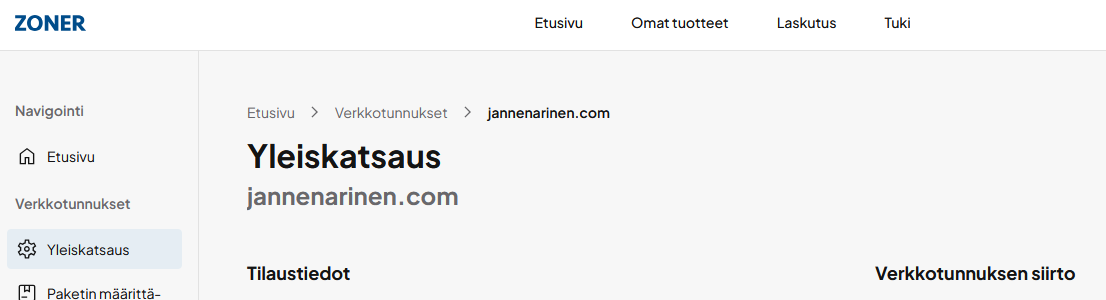 ZONER
Etusivu
Omat tuotteet
Laskutus
Tuki
Navigointi
Etusivu
Verkkotunnukset
Yleiskatsaus
Paketin määrittä-
Etusivu > Verkkotunnukset > jannenarinen.com
Yleiskatsaus
jannenarinen.com
Tilaustiedot
Verkkotunnuksen siirto